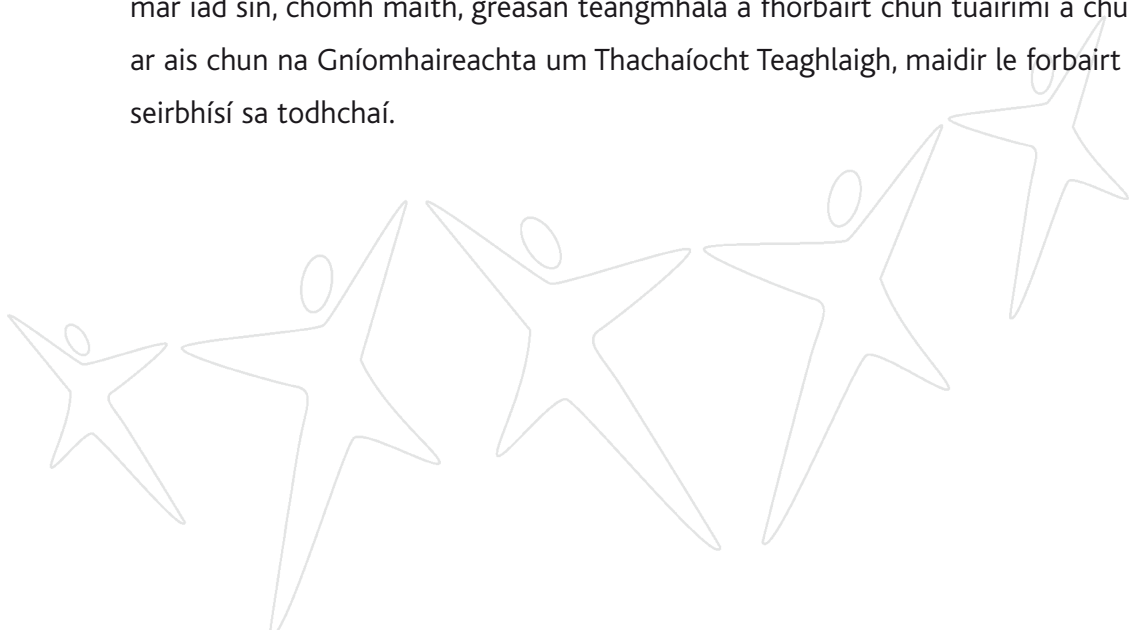 mar iad sin, chomh maith, gréasán teangmhála a fhorbairt chun tuairimí a chu
ar ais chun na Gníomhaireachta um Thachaíocht Teaghlaigh, maidir le forbairt
seirbhísí sa todhchaí.